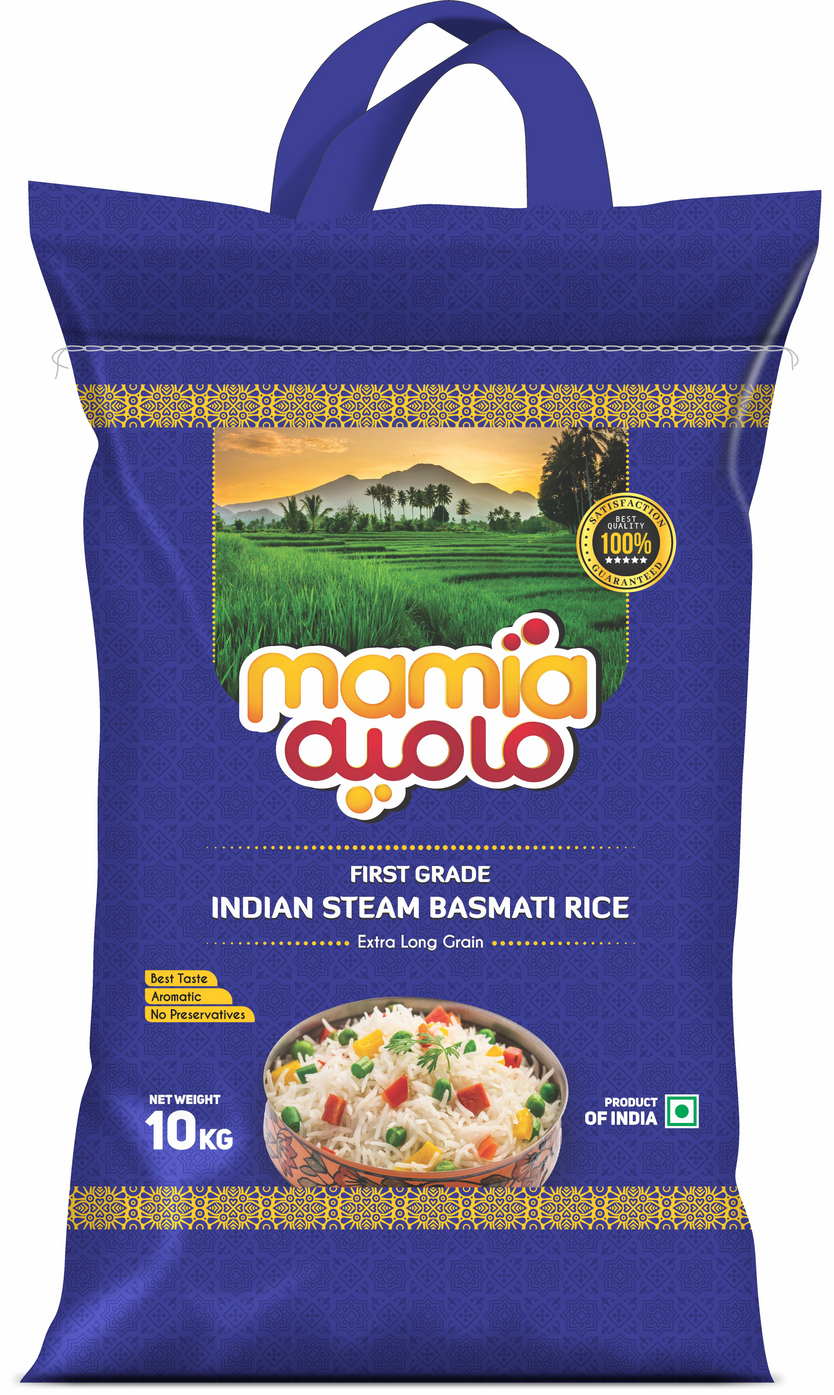 SATISFACTION
BEST
QUALITY
100%
GUARANTEED
mamia
ماميه
FIRST GRADE
INDIAN STEAM BASMATI RICE
Extra Long Grain
Best Taste
Aromatic
No Preservatives
NET WEIGHT
10KG
PRODUCT
OF INDIA